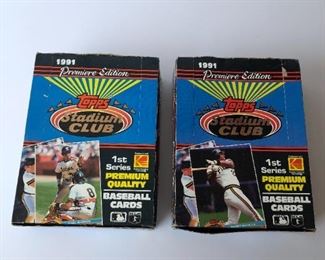 1991
Premiere Edition
Topps
Stadium
CLUB
1st
Series
PREMIUM
QUALITY
BASEBALL
CARDS
1991
Premiere Edition
Topps
Stadium
CLUB
1st
Series
PREMIUM
QUALITY
BASEBALL
CARDS